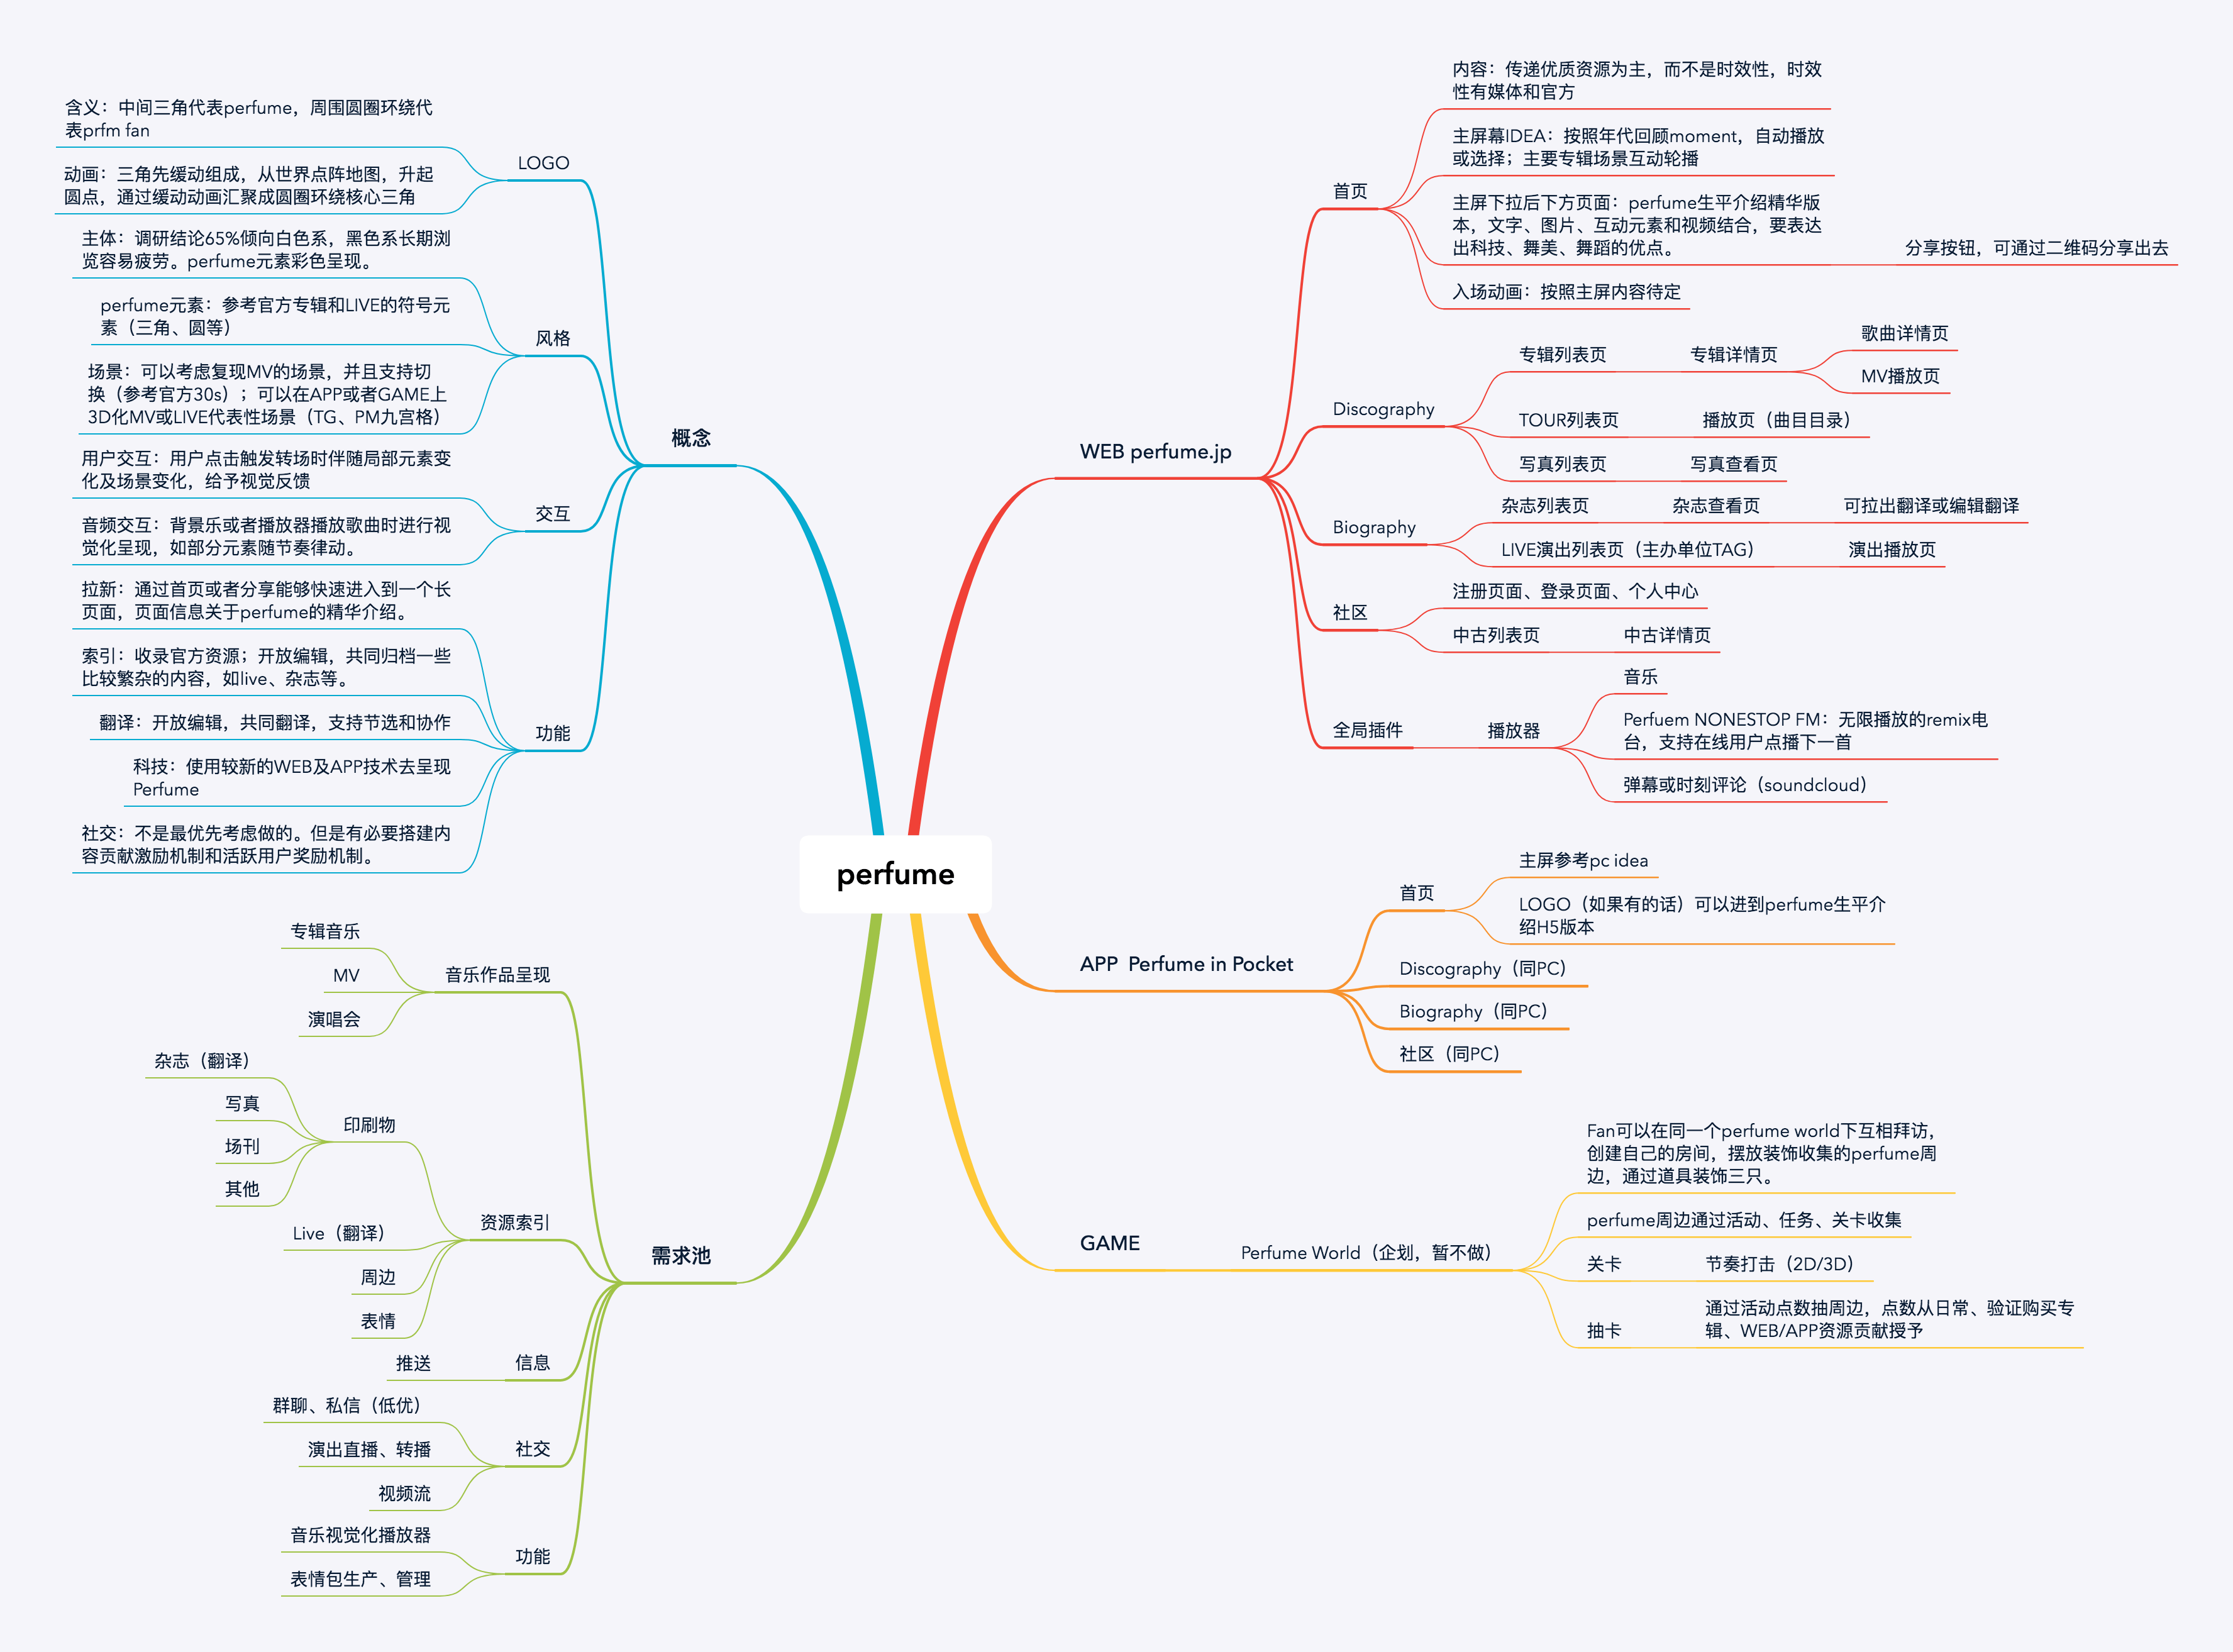 perfume
概念
LOGO
含义：中间三角代表perfume，周围圆圈环绕代
表prfm fan
动画：三角先缓动组成，从世界点阵地图，升起
圆点，通过缓动动画汇聚成圆圈环绕核心三角
风格
主体：调研结论65%倾向白色系，黑色系长期浏
览容易疲劳。perfume元素彩色呈现。
perfume元素：参考官方专辑和LIVE的符号元
素（三角、圆等）
场景：可以考虑复现MV的场景，并且支持切
换（参考官方30s）；可以在APP或者GAME上
3D化MV或LIVE代表性场景（TG、PM九宫格）
交互
用户交互：用户点击触发转场时伴随局部元素变
化及场景变化，给予视觉反馈
音频交互：背景乐或者播放器播放歌曲时进行视
觉化呈现，如部分元素随节奏律动。
功能
拉新：通过首页或者分享能够快速进入到一个长
页面，页面信息关于perfume的精华介绍。
索引：收录官方资源；开放编辑，共同归档一些
比较繁杂的内容，如live、杂志等。
翻译：开放编辑，共同翻译，支持节选和协作
科技：使用较新的WEB及APP技术去呈现
Perfume
社交：不是最优先考虑做的。但是有必要搭建内
容贡献激励机制和活跃用户奖励机制。
需求池
音乐作品呈现
专辑音乐
MV
演唱会
资源索引
印刷物
杂志（翻译）
写真
场刊
其他
Live（翻译）
周边
表情
信息
推送
社交
群聊、私信（低优）
演出直播、转播
视频流
功能
音乐视觉化播放器
表情包生产、管理
WEB perfume.jp
首页
内容：传递优质资源为主，而不是时效性，时效
性有媒体和官方
主屏幕IDEA：按照年代回顾moment，自动播放
或选择；主要专辑场景互动轮播
主屏下拉后下方页面：perfume生平介绍精华版
本，文字、图片、互动元素和视频结合，要表达
出科技、舞美、舞蹈的优点。
分享按钮，可通过二维码分享出去
入场动画：按照主屏内容待定
Discography
专辑列表页
专辑详情页
歌曲详情页
MV播放页
TOUR列表页
播放页（曲目目录）
写真列表页
写真查看页
Biography
杂志列表页
杂志查看页
可拉出翻译或编辑翻译
LIVE演出列表页（主办单位TAG）
演出播放页
社区
注册页面、登录页面、个人中心
中古列表页
中古详情页
全局插件
播放器
音乐
Perfuem NONESTOP FM：无限播放的remix电
台，支持在线用户点播下一首
弹幕或时刻评论（soundcloud）
APP  Perfume in Pocket
首页
主屏参考pc idea
LOGO（如果有的话）可以进到perfume生平介
绍H5版本
Discography（同PC）
Biography（同PC）
社区（同PC）
GAME
Perfume World（企划，暂不做）
Fan可以在同一个perfume world下互相拜访，
创建自己的房间，摆放装饰收集的perfume周
边，通过道具装饰三只。
perfume周边通过活动、任务、关卡收集
关卡
节奏打击（2D/3D）
抽卡
通过活动点数抽周边，点数从日常、验证购买专
辑、WEB/APP资源贡献授予